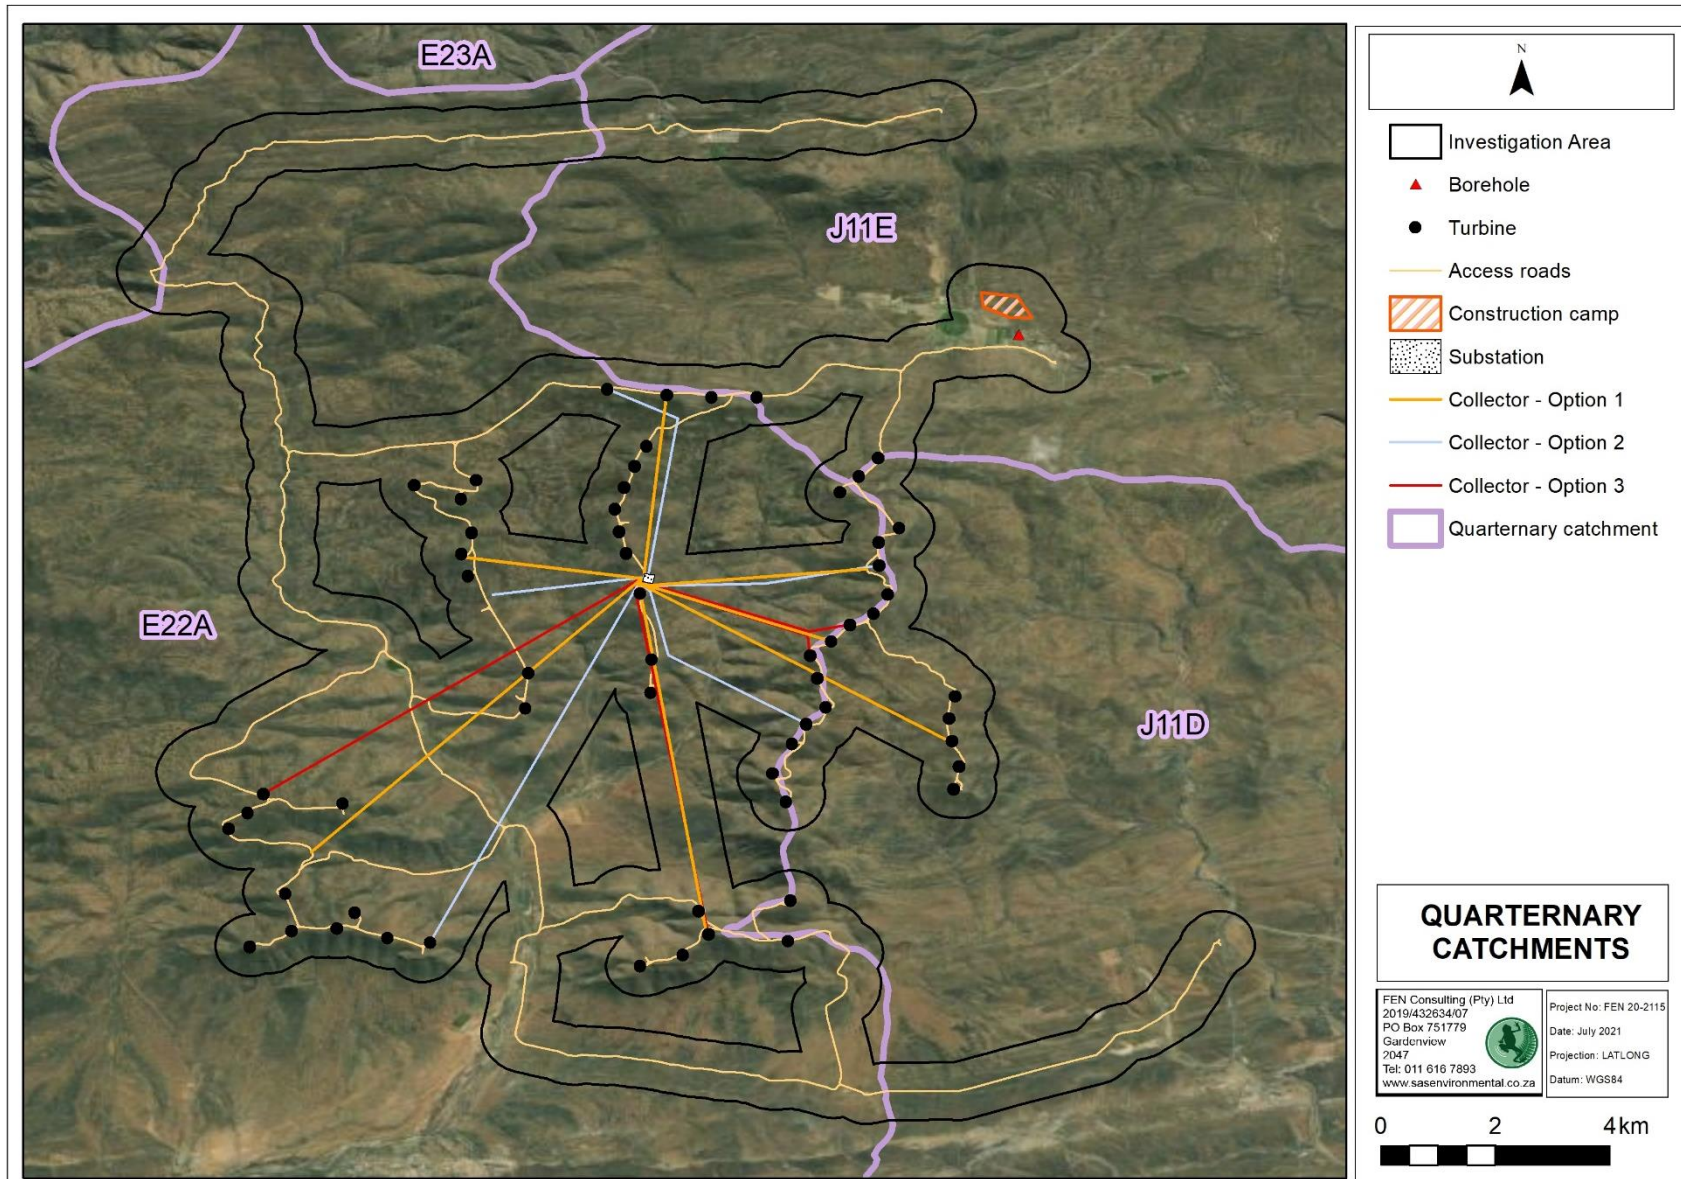 E23A
J11E
E22A
J11D
N
Investigation Area
Borehole
Turbine
Access roads
Construction camp
Substation
Collector - Option 1
Collector - Option 2
Collector - Option 3
Quarternary catchment
QUARTERNARY
CATCHMENTS
FEN Consulting (Pty) Ltd
2019/432634/07
PO Box 751779
Gardenview
2047
Tel: 011 616 7893
www.sasenvironmental.co.za
Project No: FEN 20-2115
Date: July 2021
Projection: LATLONG
Datum: WGS84
0 2 4 km